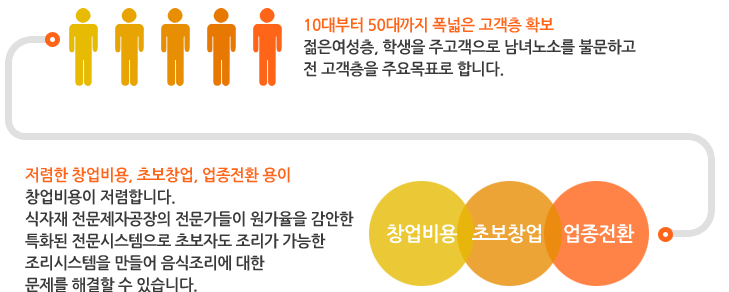 10대부터 50대까지 폭넓은 고객층 확보
젊은여성층, 학생을 주고객으로 남녀노소를 불문하고
전 고객층을 주요목표로 합니다.
저렴한 창업비용, 초보창업, 업종전환 용이
창업비용이 저렴합니다.
식자재 전문제자공장의 전문가들이 원가율을 감안한
특화된 전문시스템으로 초보자도 조리가 가능한
조리시스템을 만들어 음식조리에 대한
문제를 해결할 수 있습니다.
창업비용 초보창업 업종전환